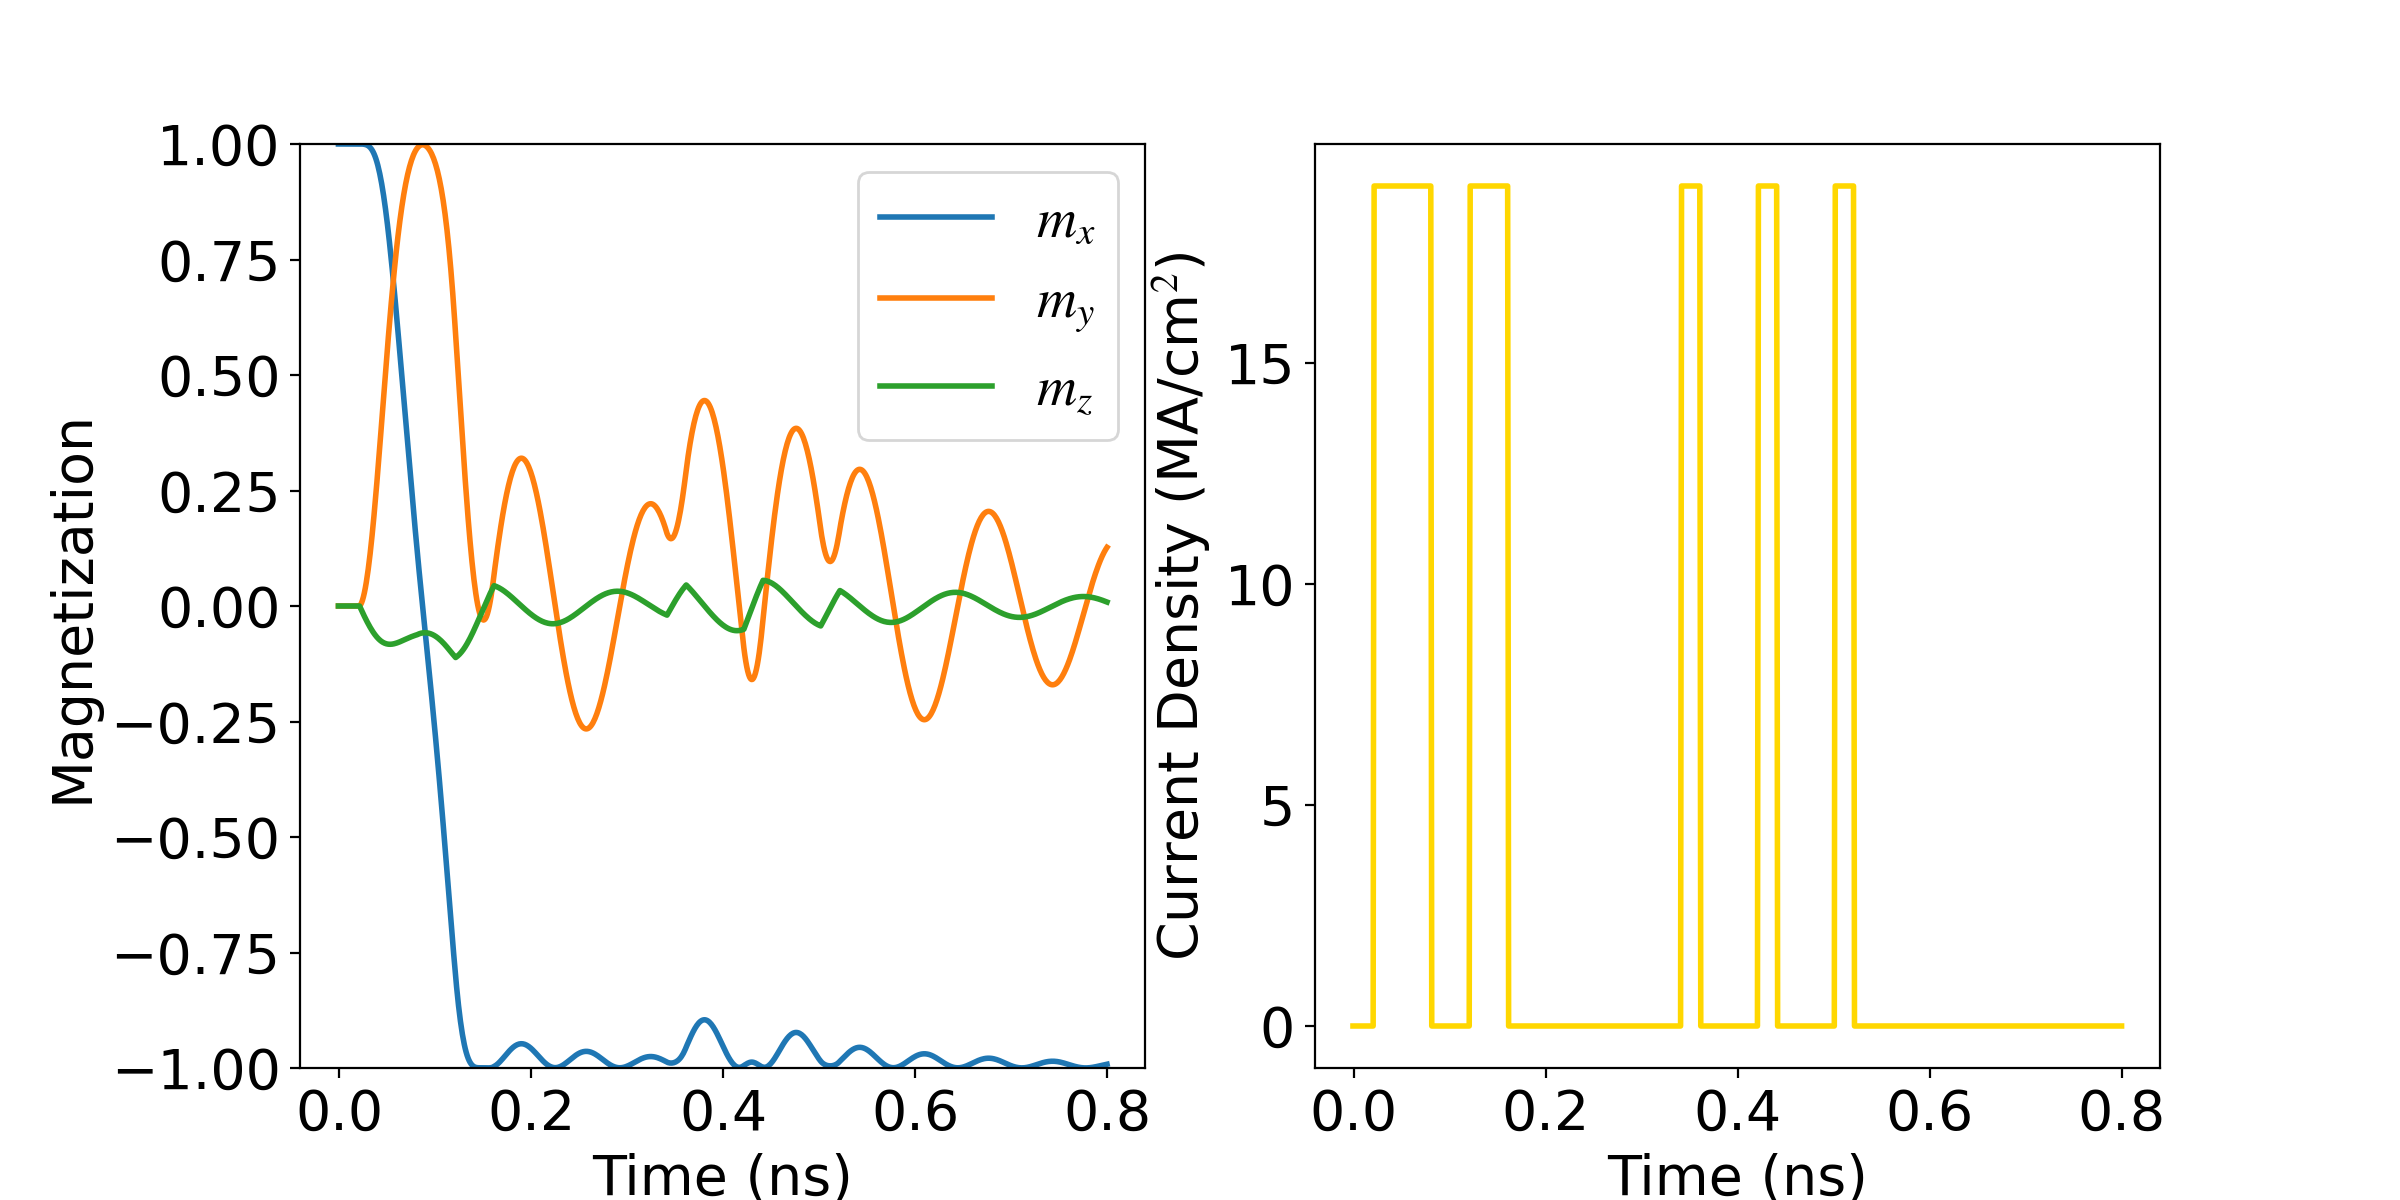 Magnetization
1.00
0.75
0.50
0.25
0.00
−0.25
−0.50
−0.75
−1.00
0.0 0.2 0.4 0.6 0.8
Time (ns)
m_x
m_y
m_z
Current Density (MA/cm²)
15
10
5
0
0.0 0.2 0.4 0.6 0.8
Time (ns)